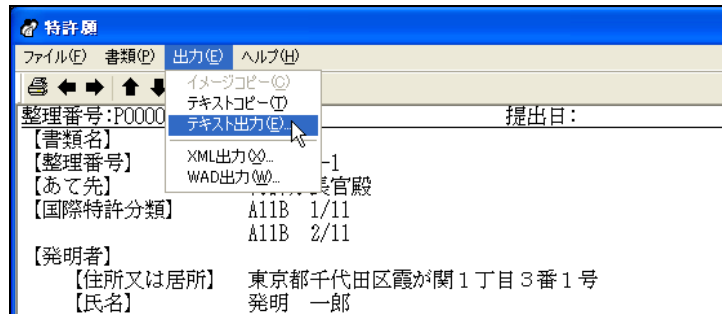 特許願
ファイル(F) 書類(P) 出力(E) ヘルプ(H)
イメージコピー(C)
テキストコピー(T)
テキスト出力(E)...
XML出力(X)...
WAD出力(W)...
整理番号:P0000 提出日:
【書類名】
【整理番号】 -1
【あて先】 長官殿
【国際特許分類】 A11B 1/11
A11B 2/11
【発明者】
【住所又は居所】 東京都千代田区霞が関1丁目3番1号
【氏名】 発明 一郎